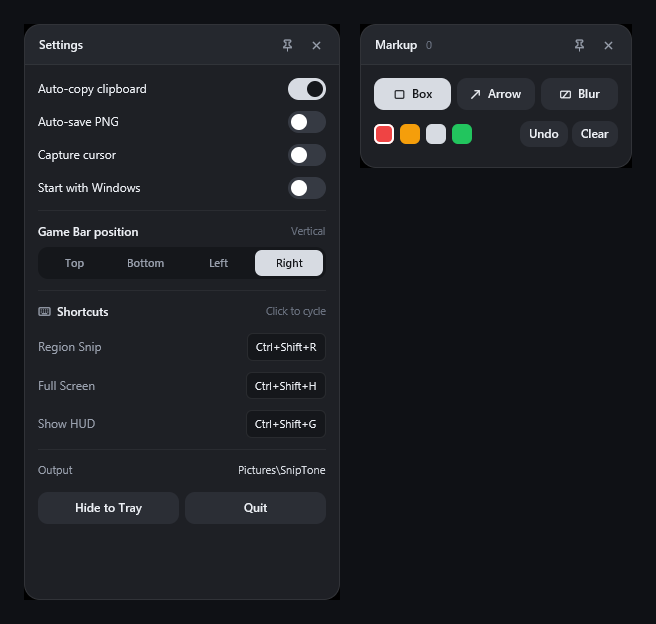 Settings
Auto-copy clipboard
Auto-save PNG
Capture cursor
Start with Windows
Game Bar position Vertical
Top Bottom Left Right
Shortcuts Click to cycle
Region Snip Ctrl+Shift+R
Full Screen Ctrl+Shift+H
Show HUD Ctrl+Shift+G
Output Pictures\SnipTone
Hide to Tray Quit
Markup 0
Box Arrow Blur
Undo Clear